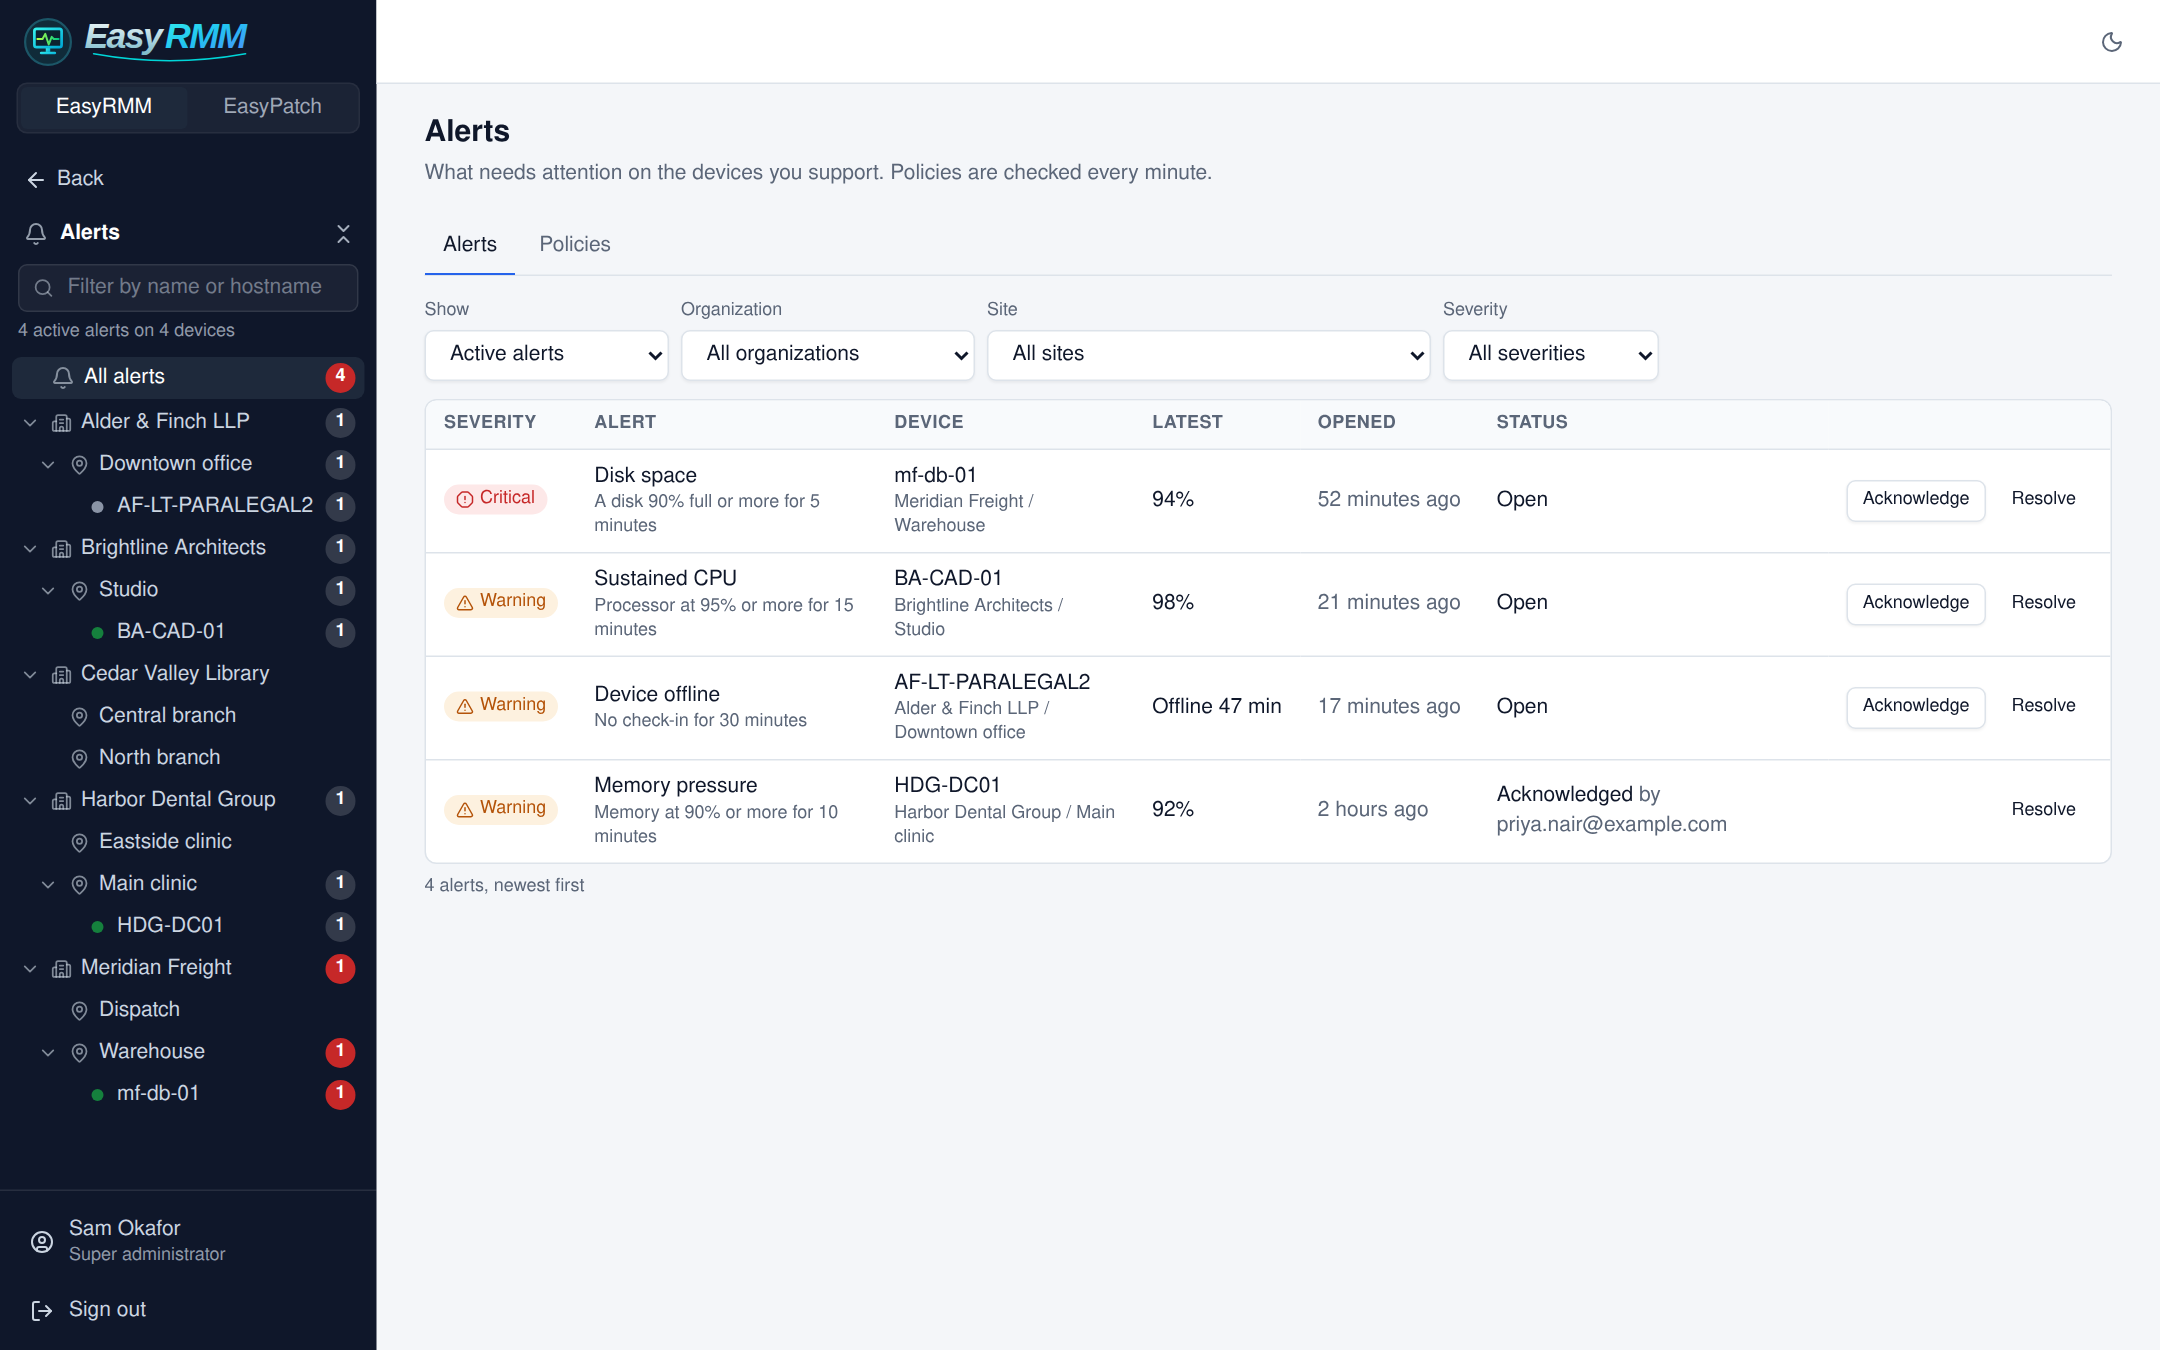 EasyRMM
EasyRMM
EasyPatch
Back
Alerts
Filter by name or hostname
4 active alerts on 4 devices
All alerts 4
Alder & Finch LLP 1
Downtown office 1
AF-LT-PARALEGAL2 1
Brightline Architects 1
Studio 1
BA-CAD-01 1
Cedar Valley Library
Central branch
North branch
Harbor Dental Group 1
Eastside clinic
Main clinic 1
HDG-DC01 1
Meridian Freight 1
Dispatch
Warehouse 1
mf-db-01 1
Sam Okafor
Super administrator
Sign out
Alerts
What needs attention on the devices you support. Policies are checked every minute.
Alerts Policies
Show Organization Site Severity
Active alerts All organizations All sites All severities
SEVERITY ALERT DEVICE LATEST OPENED STATUS
Critical
Disk space
A disk 90% full or more for 5
minutes
mf-db-01
Meridian Freight /
Warehouse
94%
52 minutes ago
Open
Acknowledge
Resolve
Warning
Sustained CPU
Processor at 95% or more for 15
minutes
BA-CAD-01
Brightline Architects /
Studio
98%
21 minutes ago
Open
Acknowledge
Resolve
Warning
Device offline
No check-in for 30 minutes
AF-LT-PARALEGAL2
Alder & Finch LLP /
Downtown office
Offline 47 min
17 minutes ago
Open
Acknowledge
Resolve
Warning
Memory pressure
Memory at 90% or more for 10
minutes
HDG-DC01
Harbor Dental Group / Main
clinic
92%
2 hours ago
Acknowledged by
priya.nair@example.com
Resolve
4 alerts, newest first